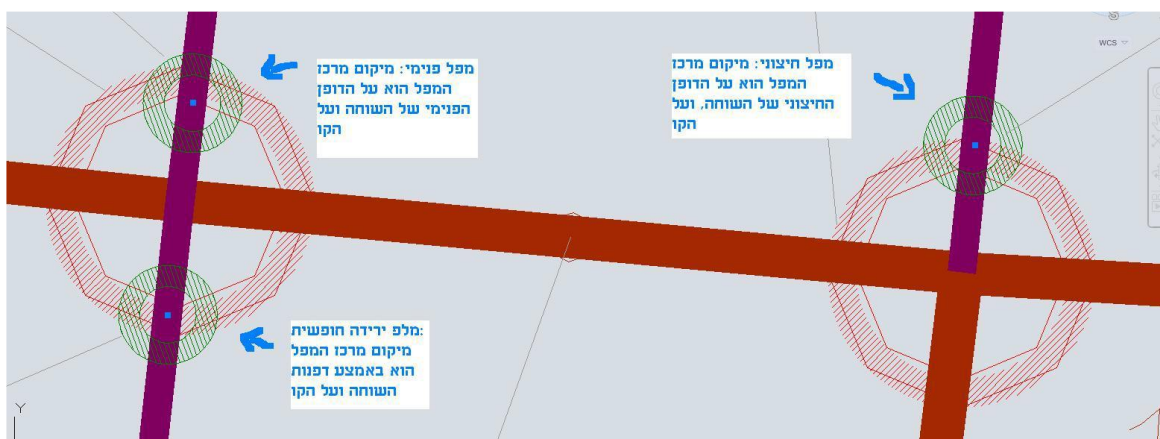 WCS
מפל פנימי: מיקום מרכז
המפל הוא על הדופן
הפנימי של השוחה ועל
הקו
מפל חיצוני: מיקום מרכז
המפל הוא על הדופן
החיצוני של השוחה, ועל
הקו
מלפ ירידה חופשית:
מיקום מרכז המפל
הוא באמצע דפנות
השוחה ועל הקו
Y